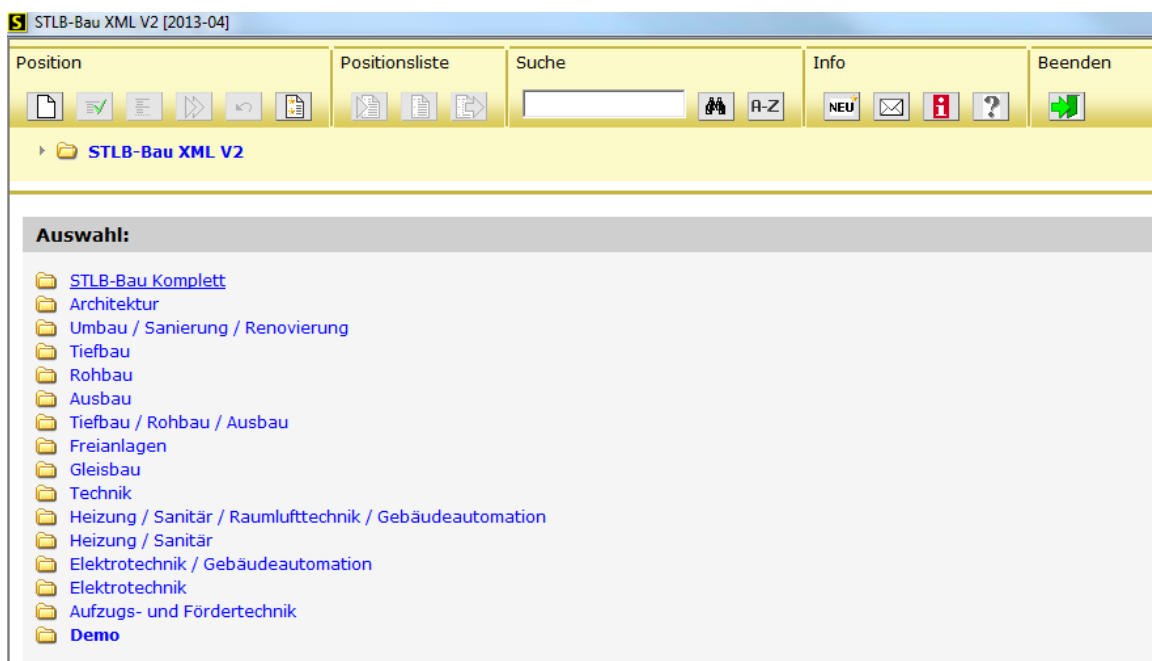 STLB-Bau XML V2 [2013-04]
Position Positionsliste Suche Info Beenden
A-Z NEU i ?
STLB-Bau XML V2
Auswahl:
STLB-Bau Komplett
Architektur
Umbau / Sanierung / Renovierung
Tiefbau
Rohbau
Ausbau
Tiefbau / Rohbau / Ausbau
Freianlagen
Gleisbau
Technik
Heizung / Sanitär / Raumlufttechnik / Gebäudeautomation
Heizung / Sanitär
Elektrotechnik / Gebäudeautomation
Elektrotechnik
Aufzugs- und Fördertechnik
Demo